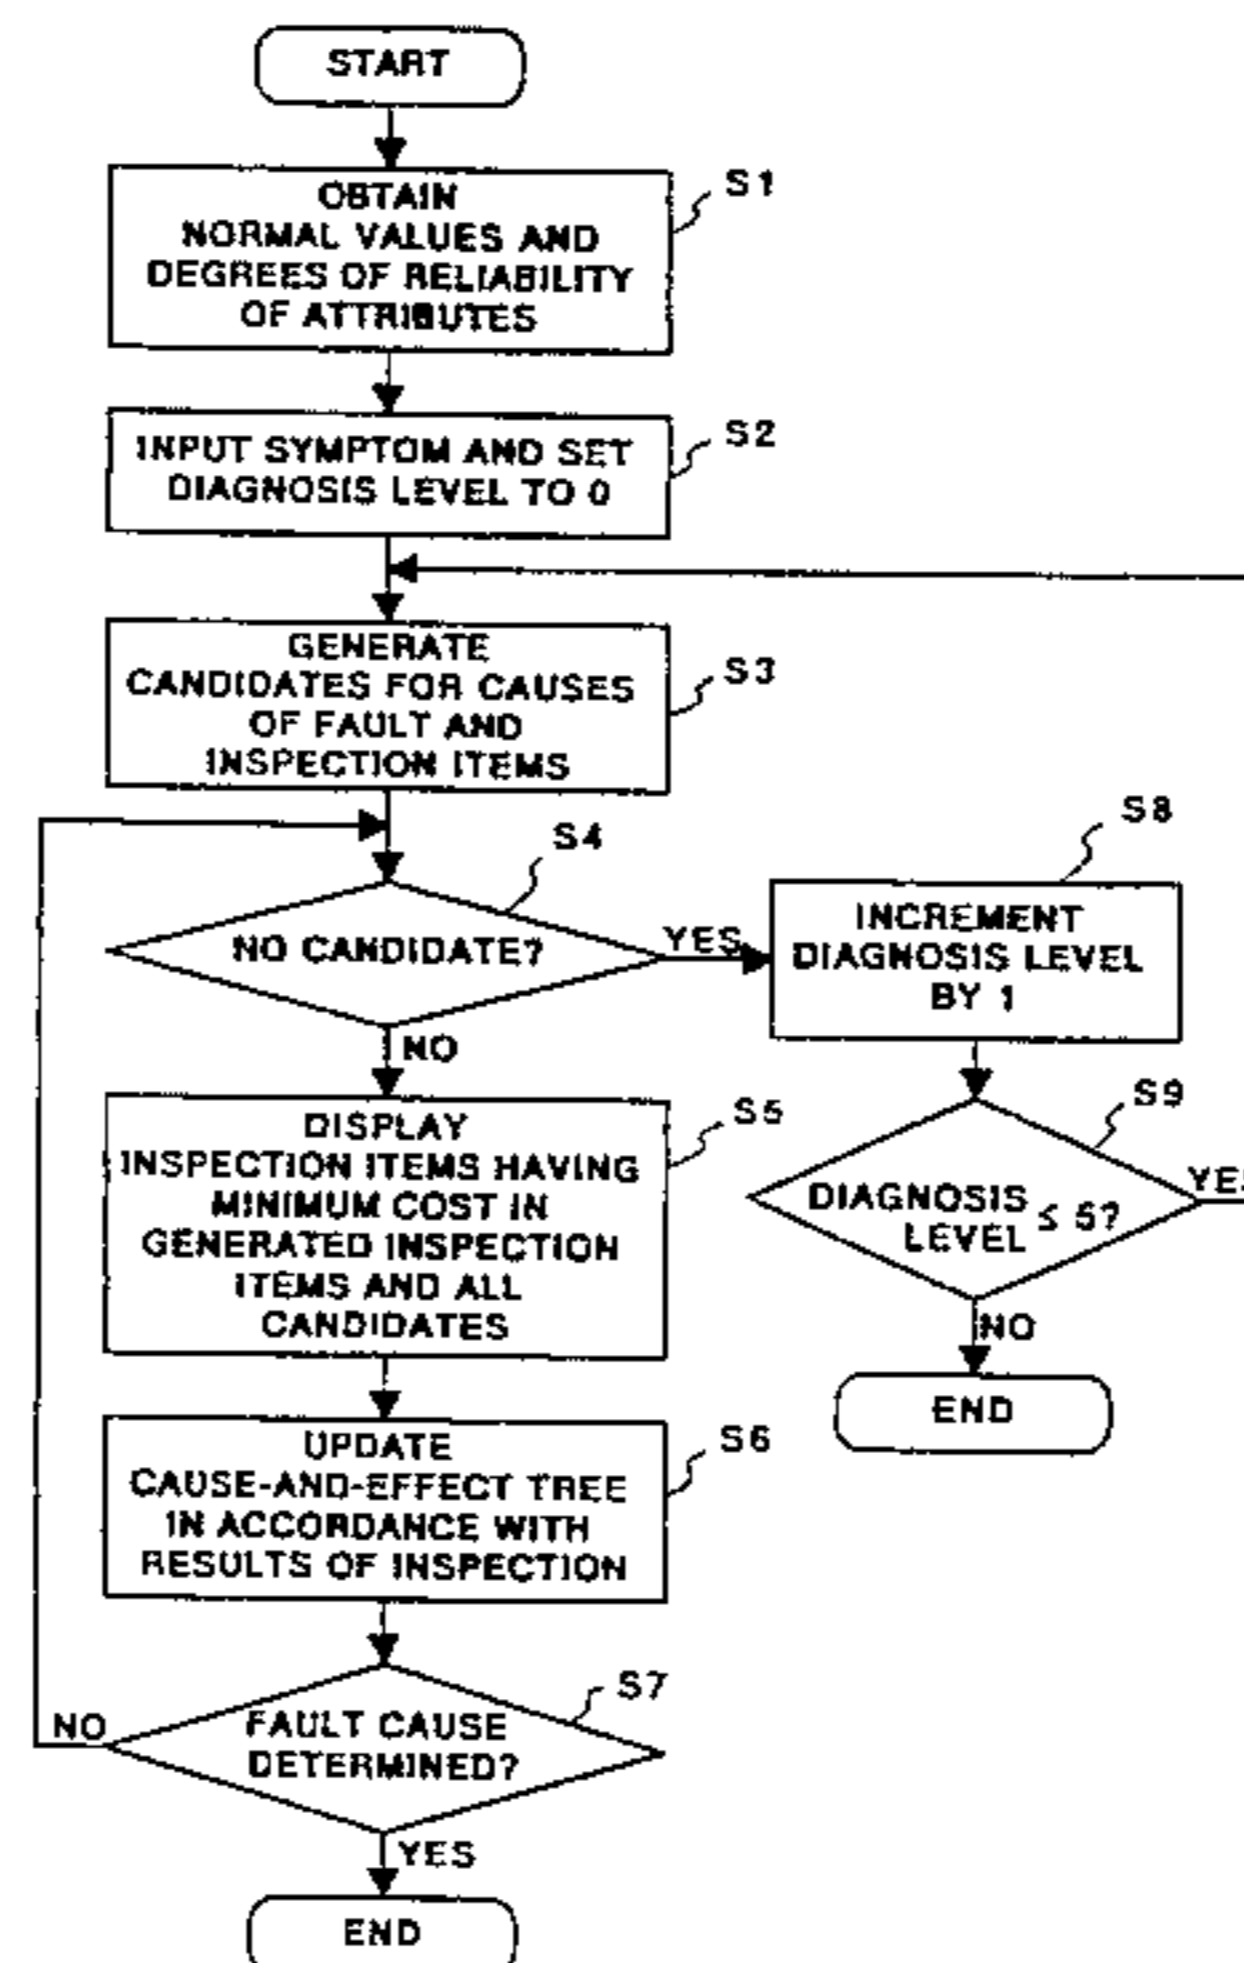 START
S1
OBTAIN
NORMAL VALUES AND
DEGREES OF RELIABILITY
OF ATTRIBUTES
S2
INPUT SYMPTOM AND SET
DIAGNOSIS LEVEL TO 0
S3
GENERATE
CANDIDATES FOR CAUSES
OF FAULT AND
INSPECTION ITEMS
S4
NO CANDIDATE?
YES
NO
S8
INCREMENT
DIAGNOSIS LEVEL
BY 1
S9
DIAGNOSIS
LEVEL ≤ 5?
YES
NO
END
S5
DISPLAY
INSPECTION ITEMS HAVING
MINIMUM COST IN
GENERATED INSPECTION
ITEMS AND ALL
CANDIDATES
S6
UPDATE
CAUSE-AND-EFFECT TREE
IN ACCORDANCE WITH
RESULTS OF INSPECTION
S7
FAULT CAUSE
DETERMINED?
NO
YES
END